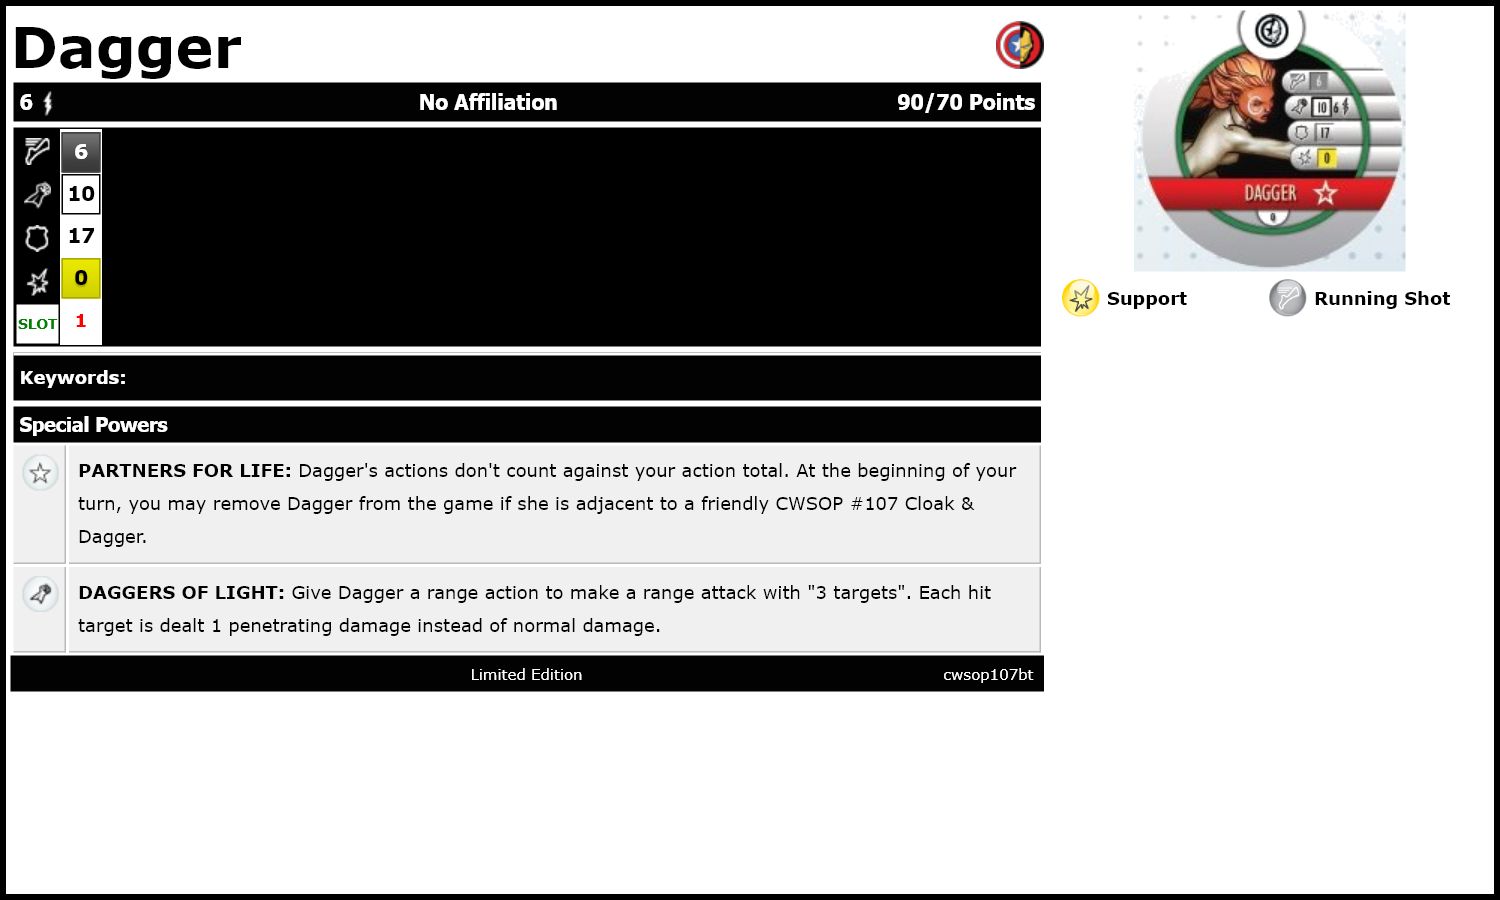 Dagger
6
No Affiliation
90/70 Points
6
10
17
0
SLOT
1
6
10 6
17
0
DAGGER
0
Support
Running Shot
Keywords:
Special Powers
PARTNERS FOR LIFE: Dagger's actions don't count against your action total. At the beginning of your
turn, you may remove Dagger from the game if she is adjacent to a friendly CWSOP #107 Cloak &
Dagger.
DAGGERS OF LIGHT: Give Dagger a range action to make a range attack with "3 targets". Each hit
target is dealt 1 penetrating damage instead of normal damage.
Limited Edition
cwsop107bt